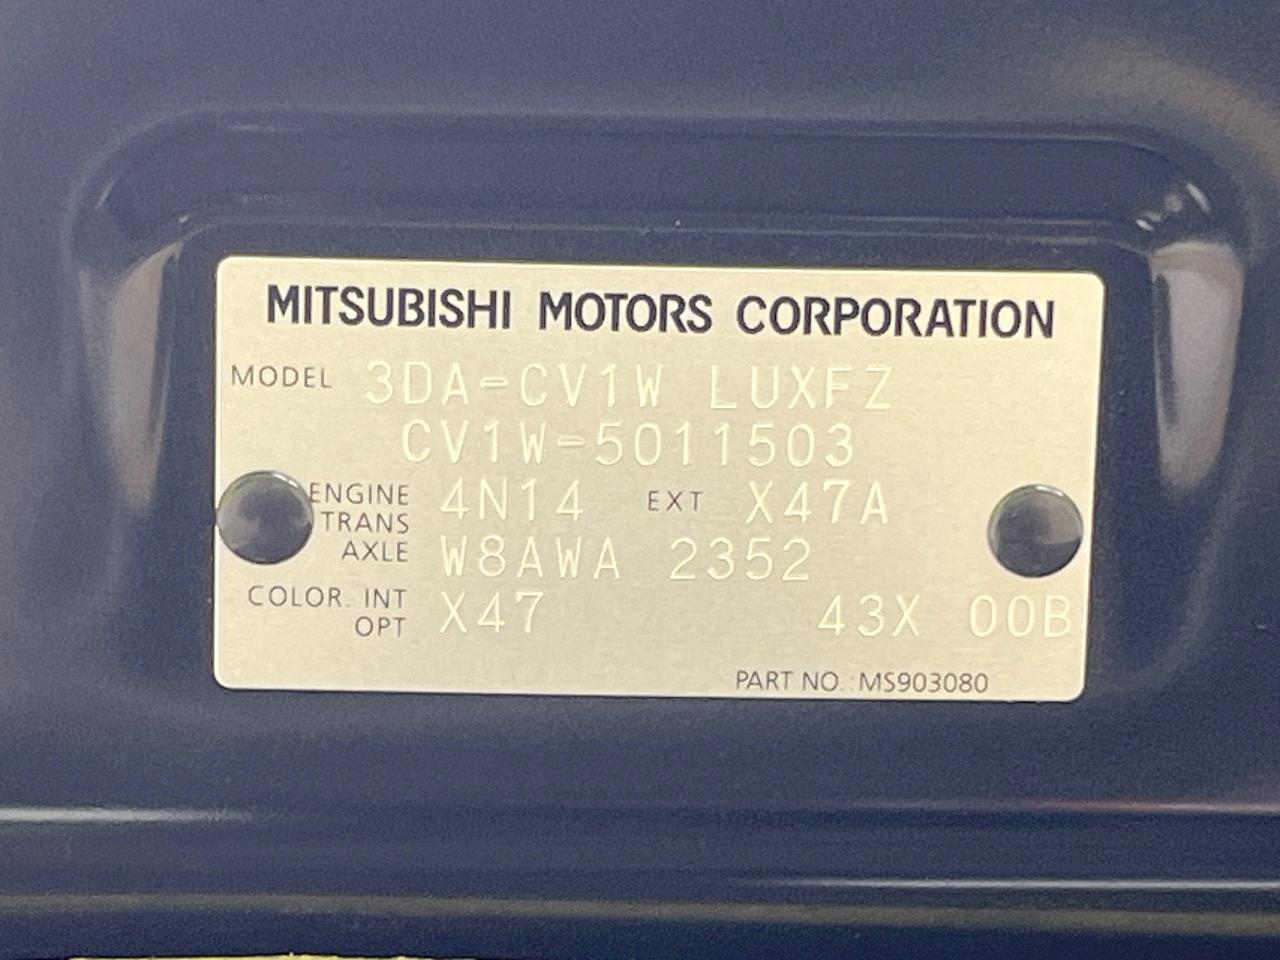 MITSUBISHI MOTORS CORPORATION
MODEL 3DA-CV1W LUXFZ
CV1W-5011503
ENGINE 4N14 EXT X47A
TRANS
AXLE W8AWA 2352
COLOR INT X47 43X 00B
OPT
PART NO. MS903080